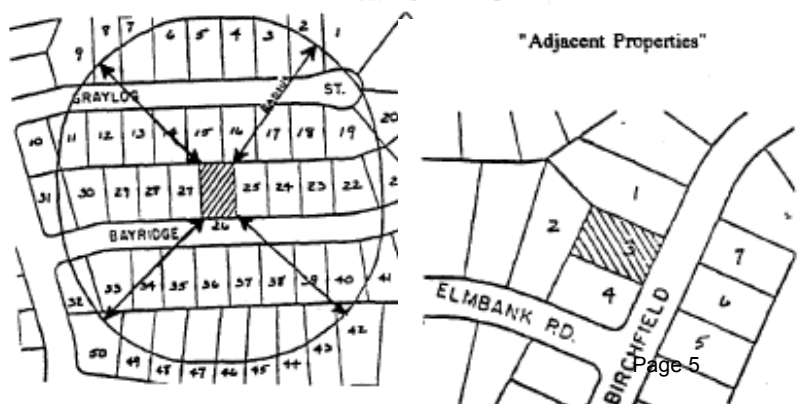 "Adjacent Properties"
9 8 7 6 5 4 3 2 1
GRAYLOG ST.
RADIUS
10 11 12 13 14 15 16 17 18 19 20
31 30 29 28 27 25 24 23 22
26
BAYRIDGE
32 33 34 35 36 37 38 39 40 41
50 49 48 47 46 45 44 43 42
1
2 3
4
7
6
5
ELMBANK RD.
BIRCHFIELD
Page 5